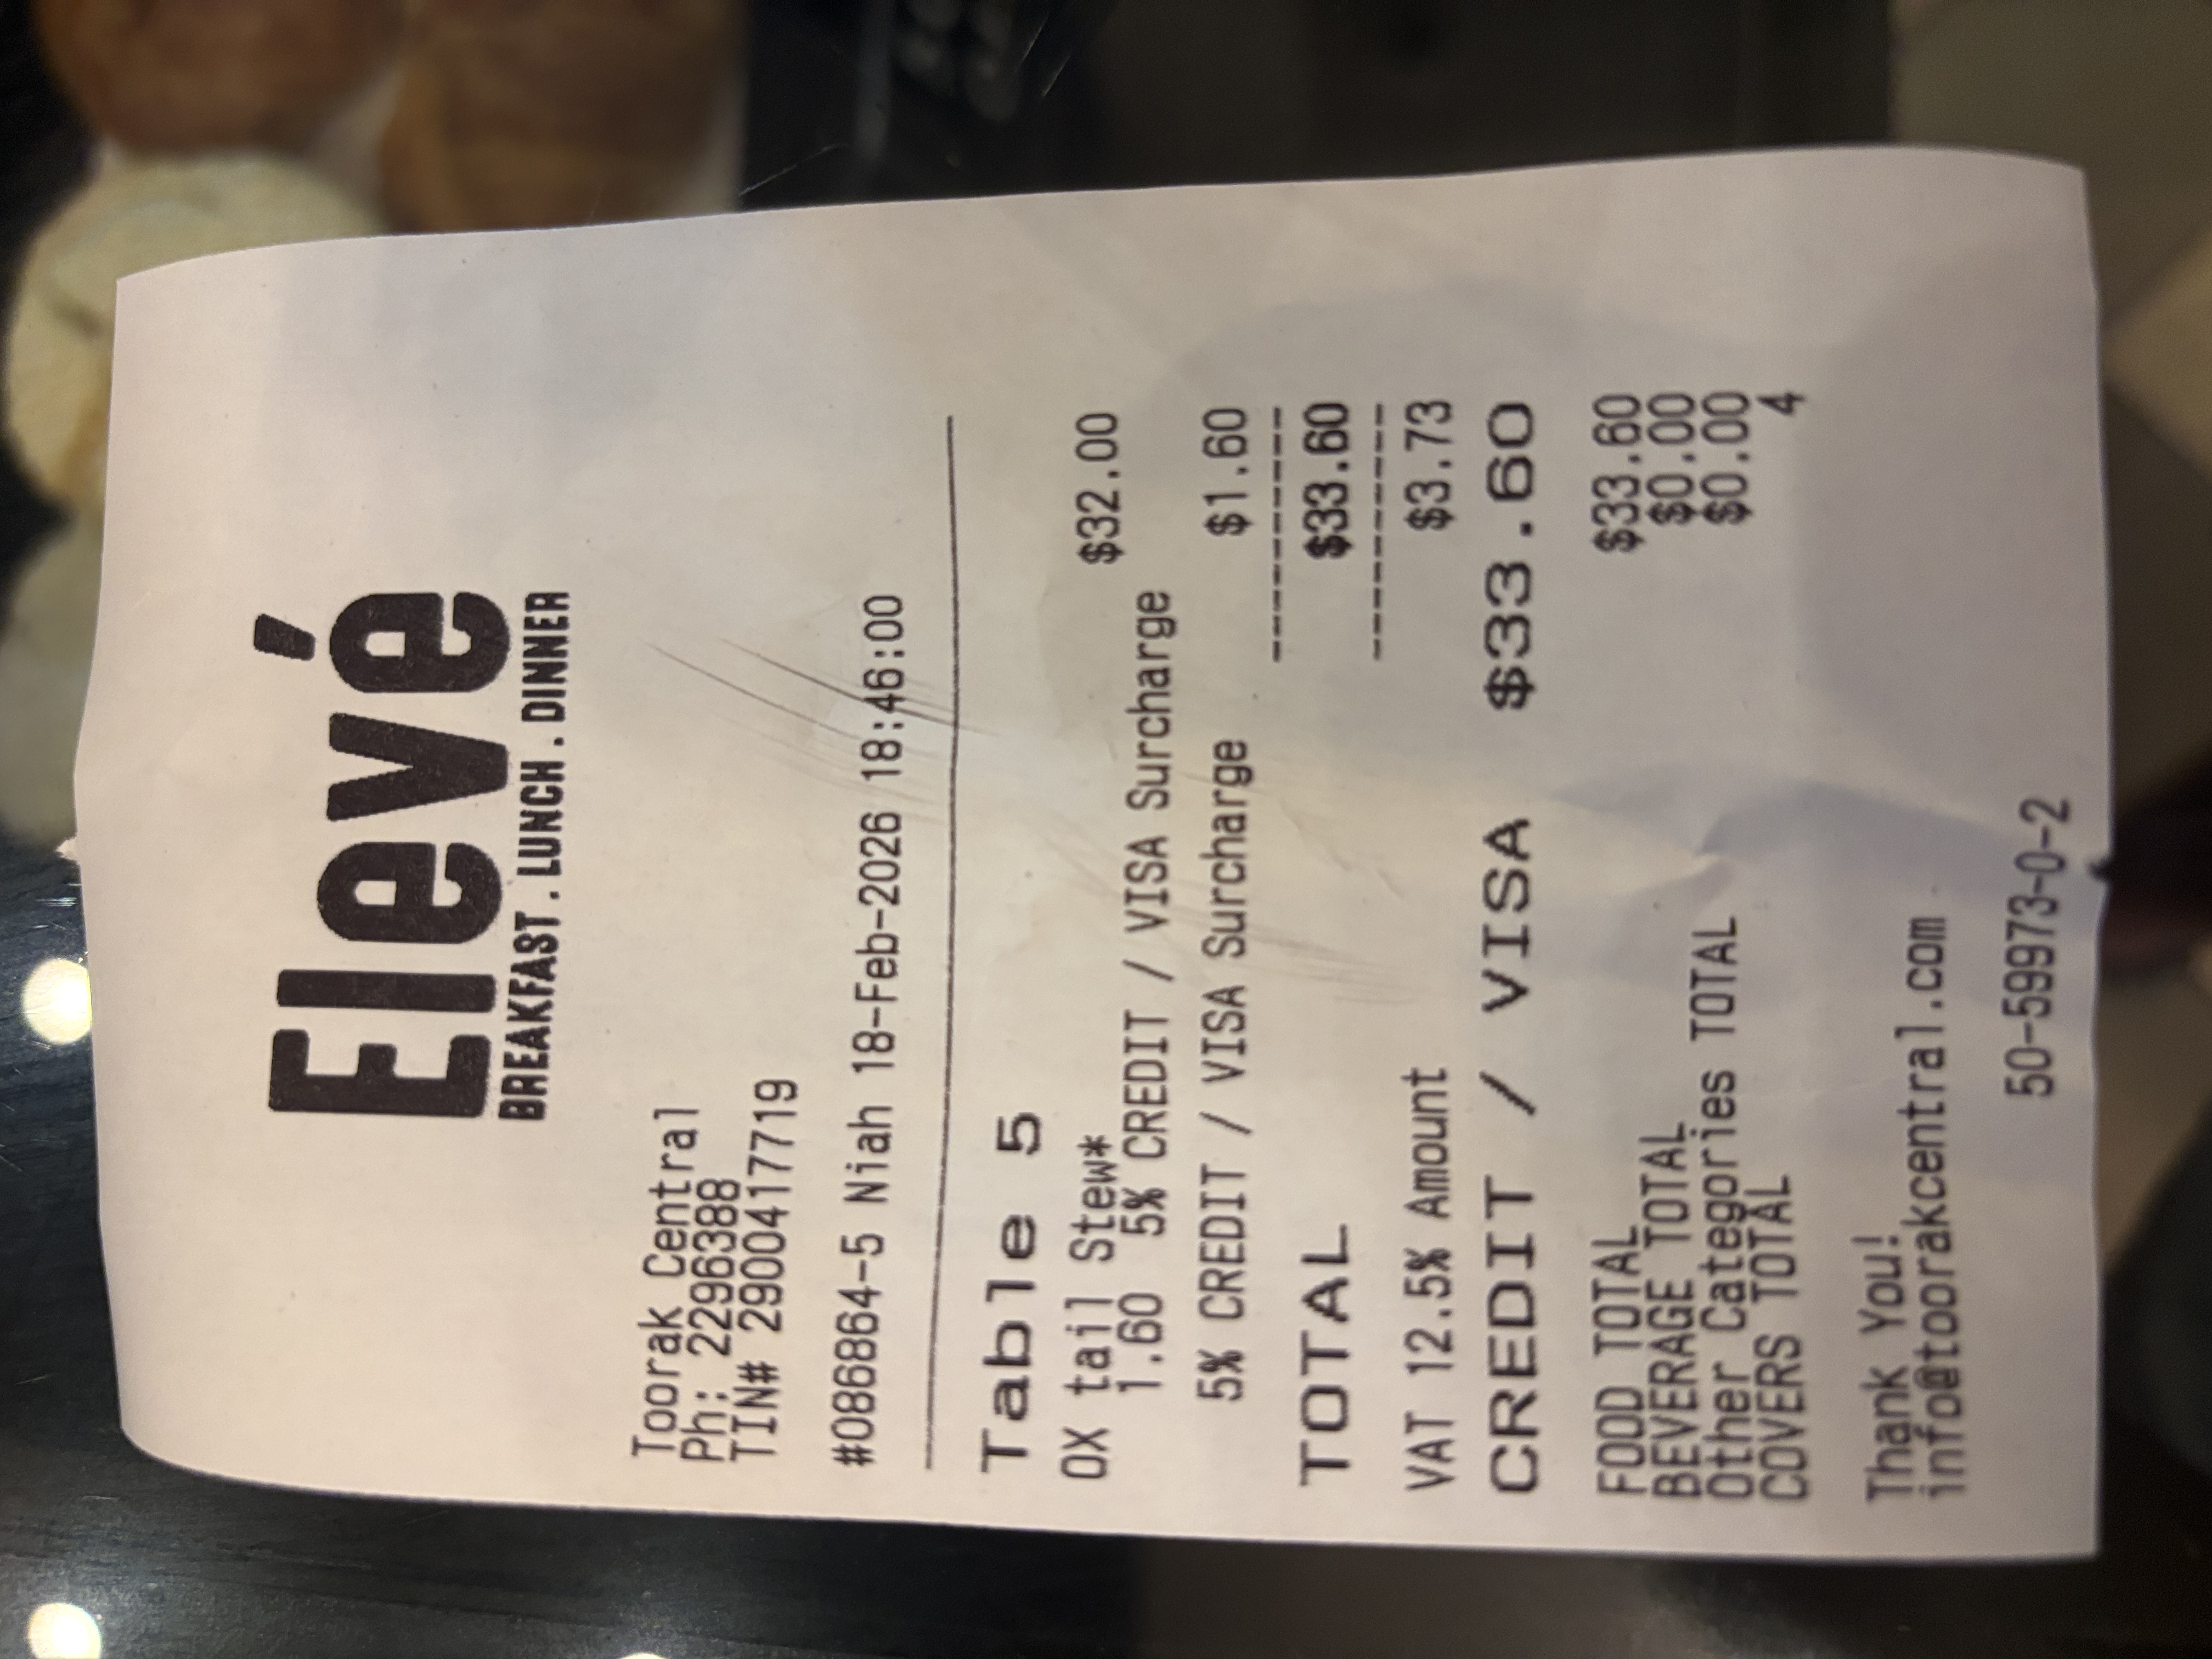 Elevé
BREAKFAST . LUNCH . DINNER
Toorak Central
Ph: 2296388
TIN# 2900417719
#086864-5 Niah 18-Feb-2026 18:46:00
Table 5
OX tail Stew* $32.00
1.60 5% CREDIT / VISA Surcharge
5% CREDIT / VISA Surcharge $1.60
------------
TOTAL $33.60
------------
VAT 12.5% Amount $3.73
CREDIT / VISA $33.60
FOOD TOTAL $33.60
BEVERAGE TOTAL $0.00
Other Categories TOTAL $0.00
COVERS TOTAL 4
Thank You!
info@toorakcentral.com
50-59973-0-2